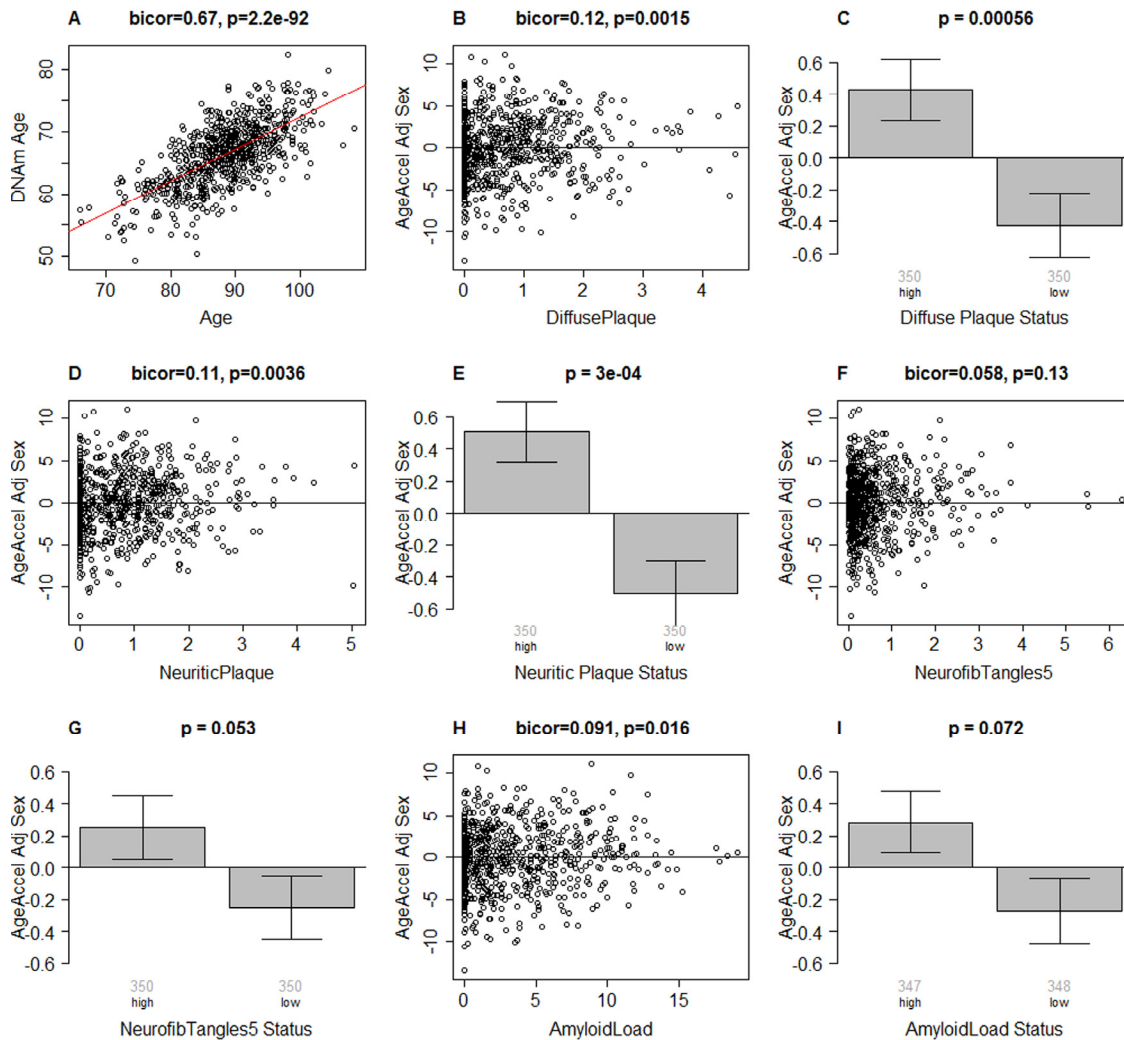 A bicor=0.67, p=2.2e-92
DNAm Age
50 60 70 80
70 80 90 100
Age
B bicor=0.12, p=0.0015
AgeAccel Adj Sex
-10 -5 0 5 10
0 1 2 3 4
DiffusePlaque
C p = 0.00056
AgeAccel Adj Sex
0.6
0.4
0.2
0.0
-0.2
-0.4
-0.6
350 350
high low
Diffuse Plaque Status
D bicor=0.11, p=0.0036
AgeAccel Adj Sex
-10 -5 0 5 10
0 1 2 3 4 5
NeuriticPlaque
E p = 3e-04
AgeAccel Adj Sex
0.6
0.4
0.2
0.0
-0.2
-0.4
-0.6
350 350
high low
Neuritic Plaque Status
F bicor=0.058, p=0.13
AgeAccel Adj Sex
-10 -5 0 5 10
0 1 2 3 4 5 6
NeurofibTangles5
G p = 0.053
AgeAccel Adj Sex
0.6
0.4
0.2
0.0
-0.2
-0.4
-0.6
350 350
high low
NeurofibTangles5 Status
H bicor=0.091, p=0.016
AgeAccel Adj Sex
-10 -5 0 5 10
0 5 10 15
AmyloidLoad
I p = 0.072
AgeAccel Adj Sex
0.6
0.4
0.2
0.0
-0.2
-0.4
-0.6
347 348
high low
AmyloidLoad Status